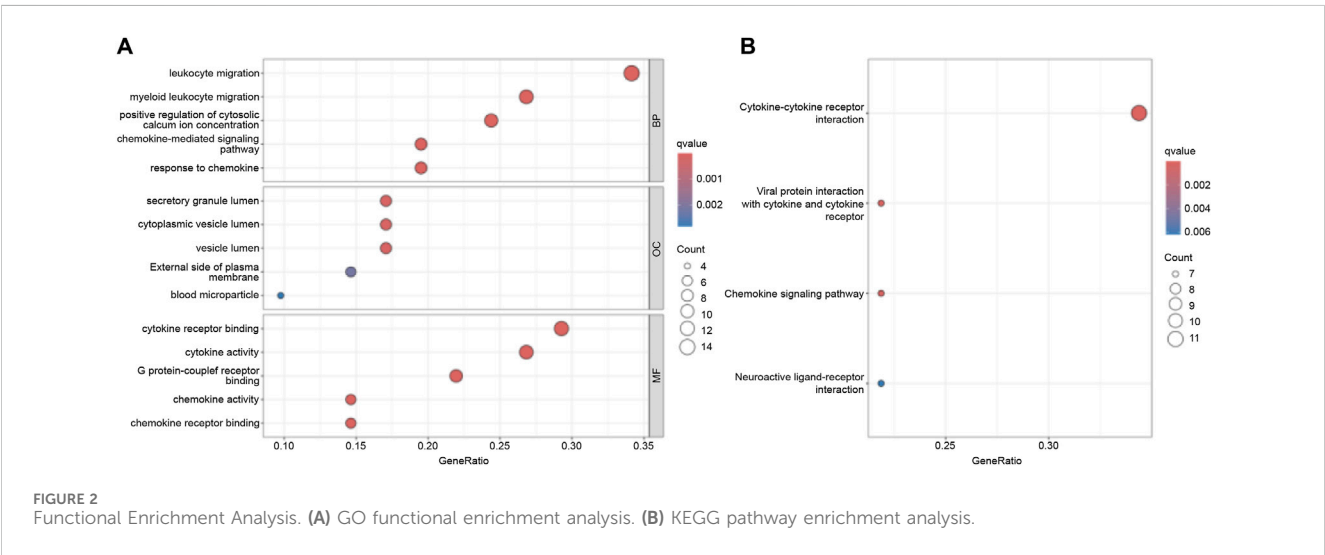 A
leukocyte migration
myeloid leukocyte migration
positive regulation of cytosolic
calcum ion concentration
chemokine-mediated signaling
pathway
response to chemokine
BP
secretory granule lumen
cytoplasmic vesicle lumen
vesicle lumen
External side of plasma
membrane
blood microparticle
OC
cytokine receptor binding
cytokine activity
G protein-couplef receptor
binding
chemokine activity
chemokine receptor binding
MF
0.10 0.15 0.20 0.25 0.30 0.35
GeneRatio
qvalue
0.001
0.002
Count
4
6
8
10
12
14
B
Cytokine-cytokine receptor
interaction
Viral protein interaction
with cytokine and cytokine
receptor
Chemokine signaling pathway
Neuroactive ligand-receptor
interaction
0.25 0.30
GeneRatio
qvalue
0.002
0.004
0.006
Count
7
8
9
10
11
FIGURE 2
Functional Enrichment Analysis. (A) GO functional enrichment analysis. (B) KEGG pathway enrichment analysis.